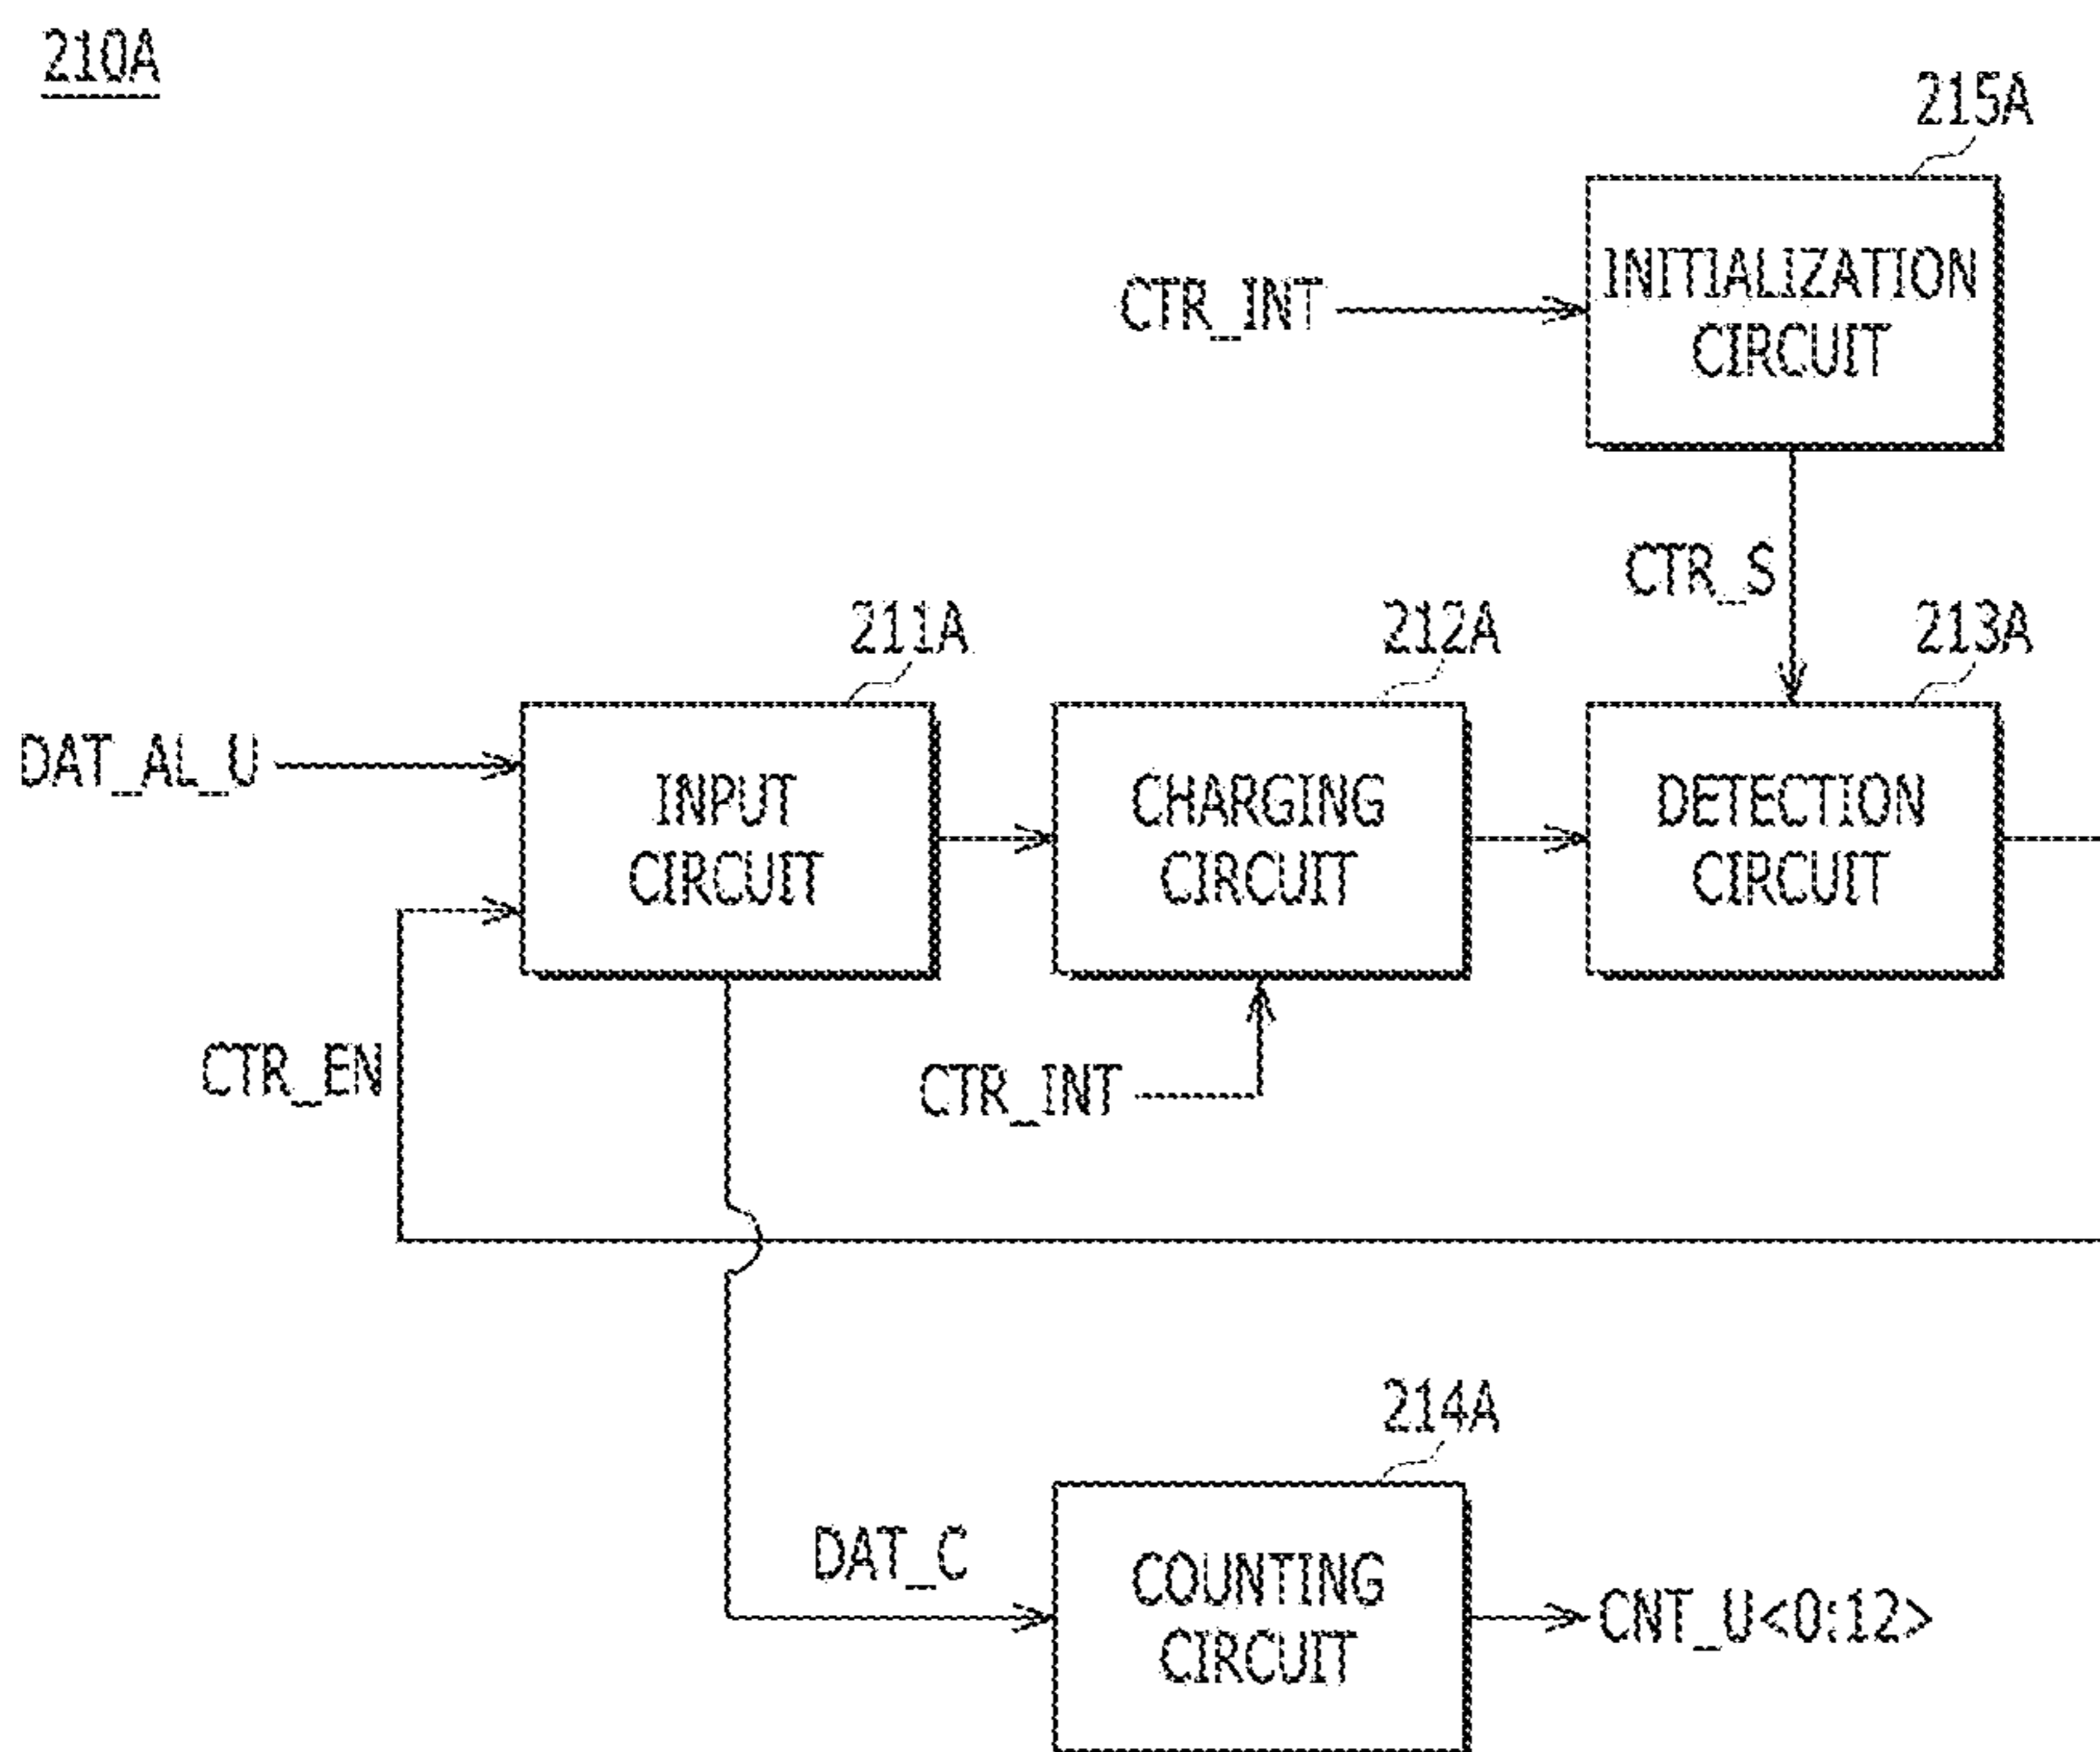 210A
215A
CTR_INT
INITIALIZATION
CIRCUIT
CTR_S
211A
212A
213A
DAT_AL_U
INPUT
CIRCUIT
CHARGING
CIRCUIT
DETECTION
CIRCUIT
CTR_EN
CTR_INT
214A
DAT_C
COUNTING
CIRCUIT
CNT_U<0:12>